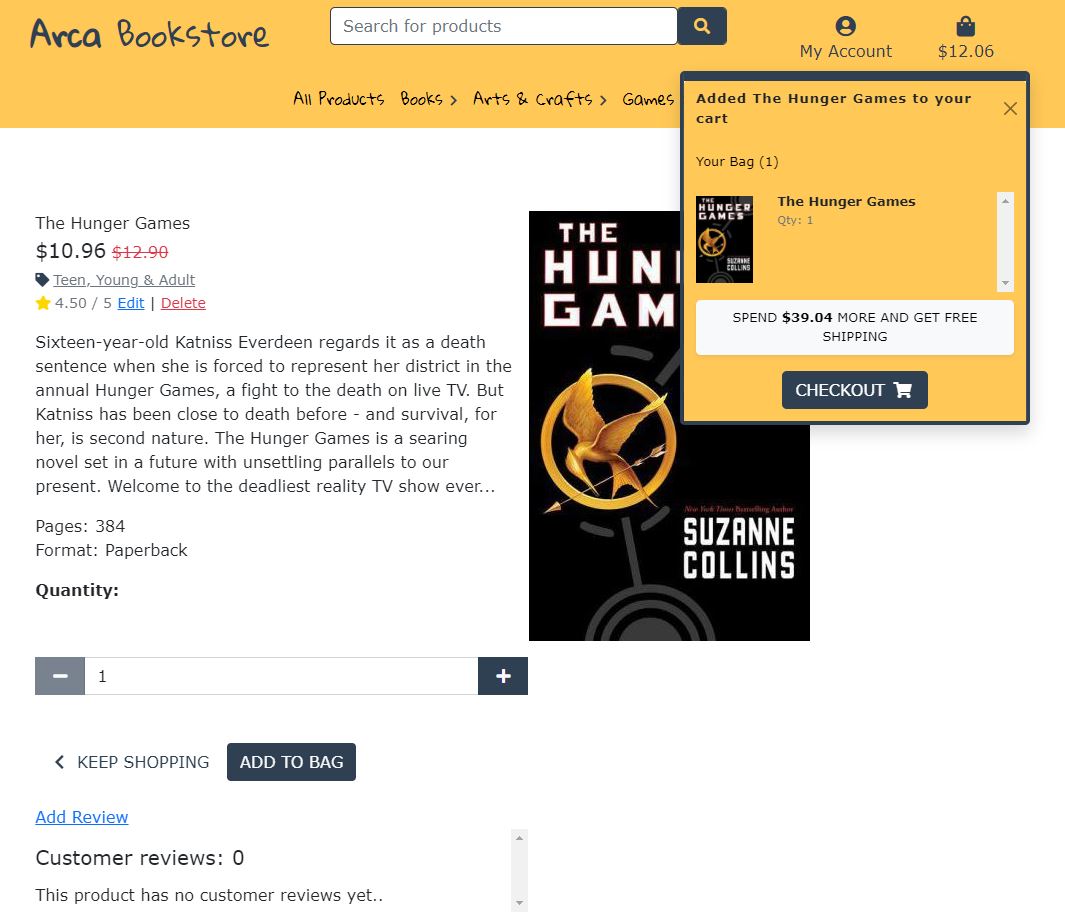 Arca Bookstore
Search for products
My Account
$12.06
All Products Books Arts & Crafts Games
Added The Hunger Games to your
cart
Your Bag (1)
THE HUNGER
GAMES
SUZANNE
COLLINS
The Hunger Games
Qty: 1
SPEND $39.04 MORE AND GET FREE
SHIPPING
CHECKOUT
The Hunger Games
$10.96 $12.90
Teen, Young & Adult
4.50 / 5 Edit | Delete
Sixteen-year-old Katniss Everdeen regards it as a death
sentence when she is forced to represent her district in the
annual Hunger Games, a fight to the death on live TV. But
Katniss has been close to death before - and survival, for
her, is second nature. The Hunger Games is a searing
novel set in a future with unsettling parallels to our
present. Welcome to the deadliest reality TV show ever...
Pages: 384
Format: Paperback
Quantity:
1
KEEP SHOPPING
ADD TO BAG
Add Review
Customer reviews: 0
This product has no customer reviews yet..
THE
HUN
GAM
New York Times Bestselling Author
SUZANNE
COLLINS